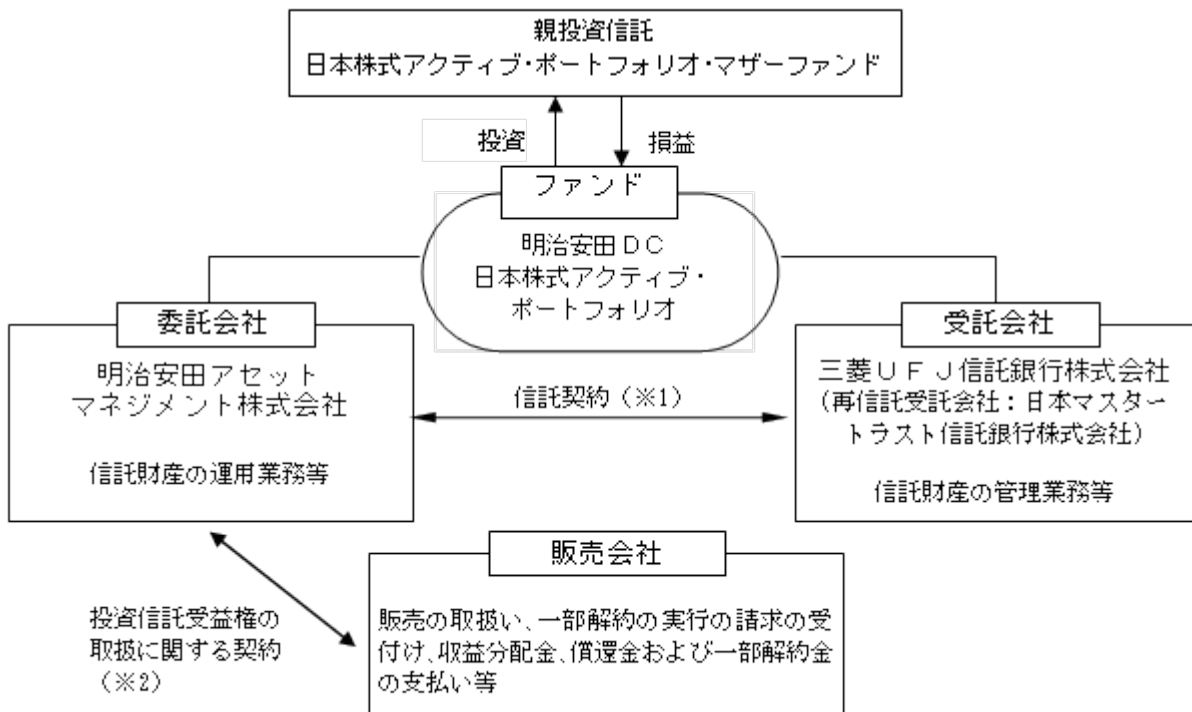 親投資信託
日本株式アクティブ・ポートフォリオ・マザーファンド
投資
損益
ファンド
明治安田ＤＣ
日本株式アクティブ・
ポートフォリオ
委託会社
明治安田アセット
マネジメント株式会社
信託財産の運用業務等
信託契約（※1）
受託会社
三菱ＵＦＪ信託銀行株式会社
（再信託受託会社：日本マスター
トラスト信託銀行株式会社）
信託財産の管理業務等
投資信託受益権の
取扱に関する契約
（※2）
販売会社
販売の取扱い、一部解約の実行の請求の受
付け、収益分配金、償還金および一部解約金
の支払い等